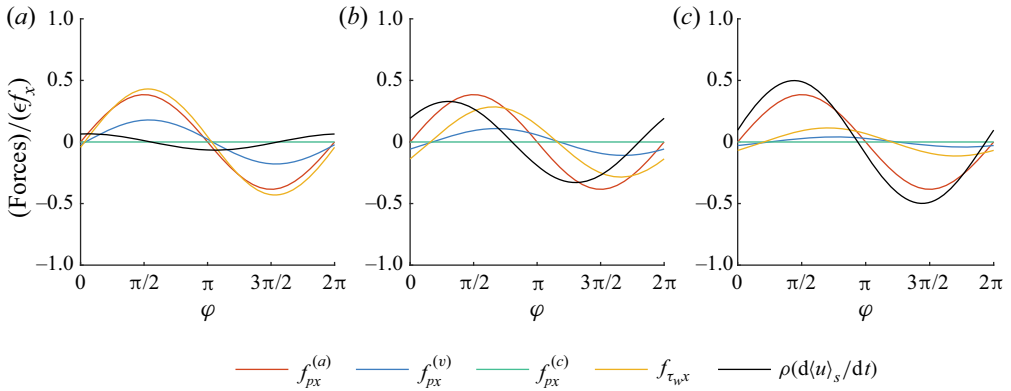 (a) (b) (c)
1.0 1.0 1.0
0.5 0.5 0.5
0 0 0
–0.5 –0.5 –0.5
–1.0 –1.0 –1.0
(Forces)/(ϵf_x)
0 π/2 π 3π/2 2π 0 π/2 π 3π/2 2π 0 π/2 π 3π/2 2π
φ φ φ
f_{px}^{(a)} f_{px}^{(v)} f_{px}^{(c)} f_{τ_w x} ρ(d⟨u⟩_s/dt)